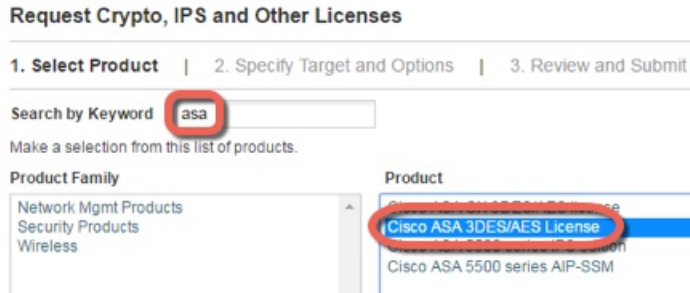 Request Crypto, IPS and Other Licenses
1. Select Product | 2. Specify Target and Options | 3. Review and Submit
Search by Keyword asa
Make a selection from this list of products.
Product Family
Network Mgmt Products
Security Products
Wireless
Product
Cisco ASA 3DES/AES License
Cisco ASA 5500 series AIP-SSM